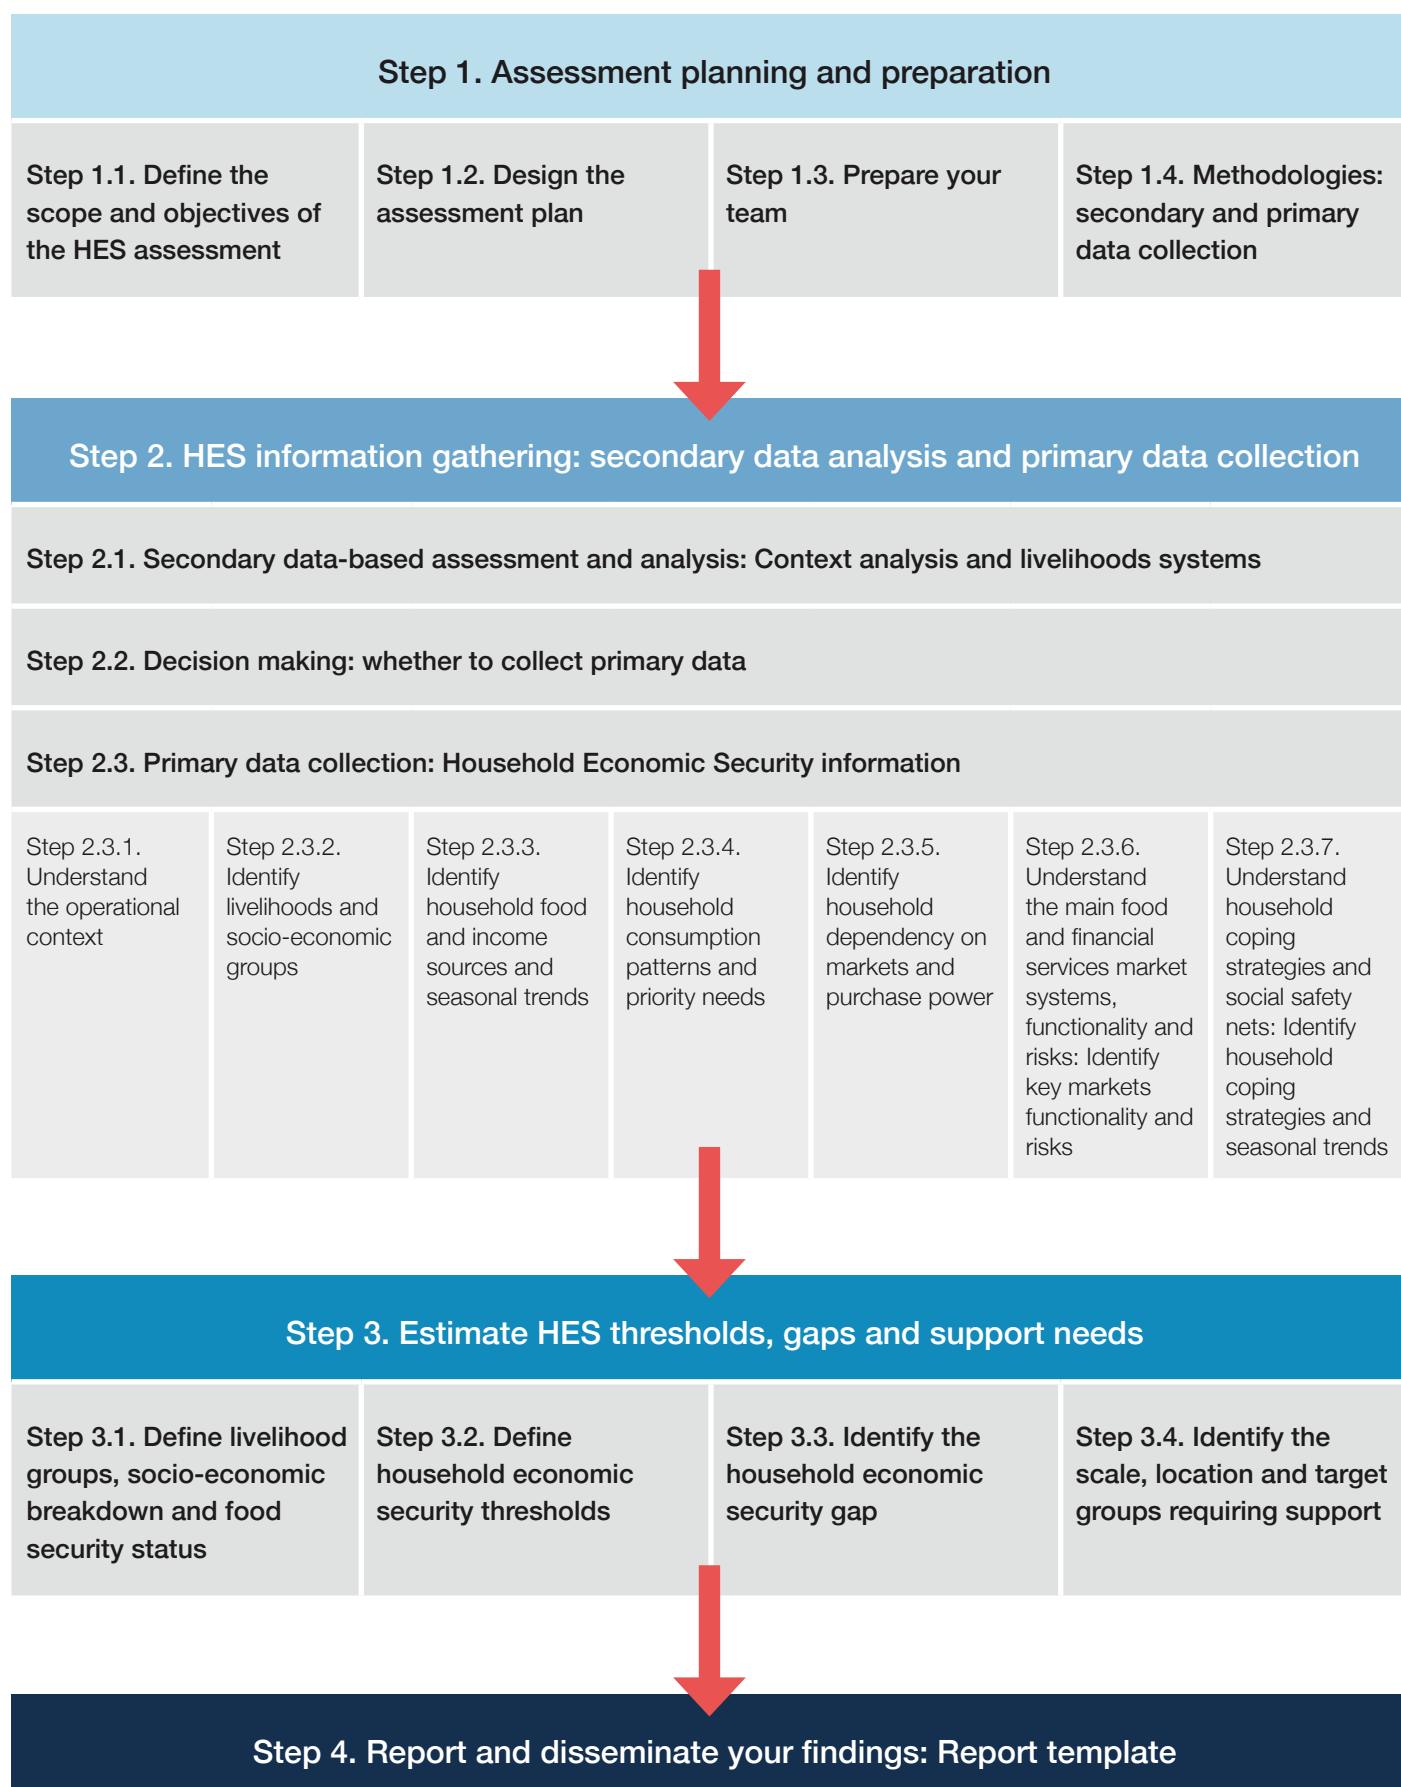 Step 1. Assessment planning and preparation
Step 1.1. Define the
scope and objectives of
the HES assessment
Step 1.2. Design the
assessment plan
Step 1.3. Prepare your
team
Step 1.4. Methodologies:
secondary and primary
data collection
Step 2. HES information gathering: secondary data analysis and primary data collection
Step 2.1. Secondary data-based assessment and analysis: Context analysis and livelihoods systems
Step 2.2. Decision making: whether to collect primary data
Step 2.3. Primary data collection: Household Economic Security information
Step 2.3.1.
Understand
the operational
context
Step 2.3.2.
Identify
livelihoods and
socio-economic
groups
Step 2.3.3.
Identify
household food
and income
sources and
seasonal trends
Step 2.3.4.
Identify
household
consumption
patterns and
priority needs
Step 2.3.5.
Identify
household
dependency on
markets and
purchase power
Step 2.3.6.
Understand
the main food
and financial
services market
systems,
functionality and
risks: Identify
key markets
functionality and
risks
Step 2.3.7.
Understand
household
coping
strategies and
social safety
nets: Identify
household
coping
strategies and
seasonal trends
Step 3. Estimate HES thresholds, gaps and support needs
Step 3.1. Define livelihood
groups, socio-economic
breakdown and food
security status
Step 3.2. Define
household economic
security thresholds
Step 3.3. Identify the
household economic
security gap
Step 3.4. Identify the
scale, location and target
groups requiring support
Step 4. Report and disseminate your findings: Report template